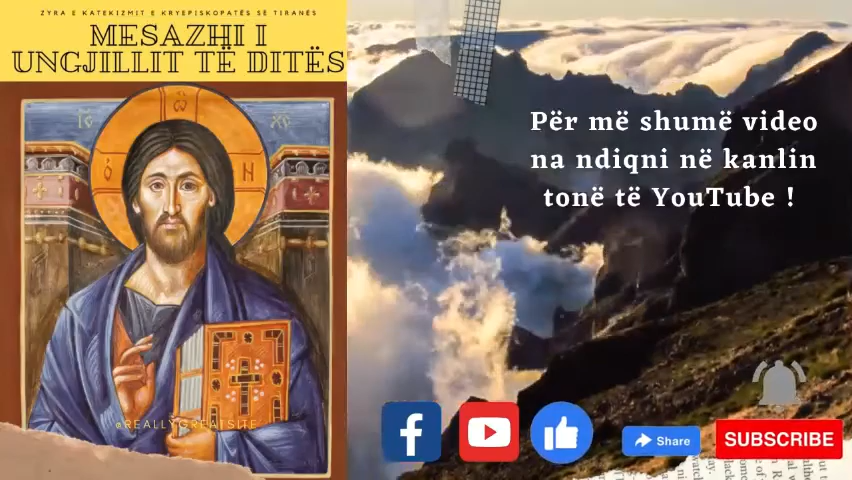 ZYRA E KATEKIZMIT E KRYEPISKOPATËS SË TIRANËS
MESAZHI I
UNGJILLIT TË DITËS
IC
XC
Ο
Ѡ
Н
@REALLYGREATSITE
Për më shumë video
na ndiqni në kanlin
tonë të YouTube !
f
Share
SUBSCRIBE